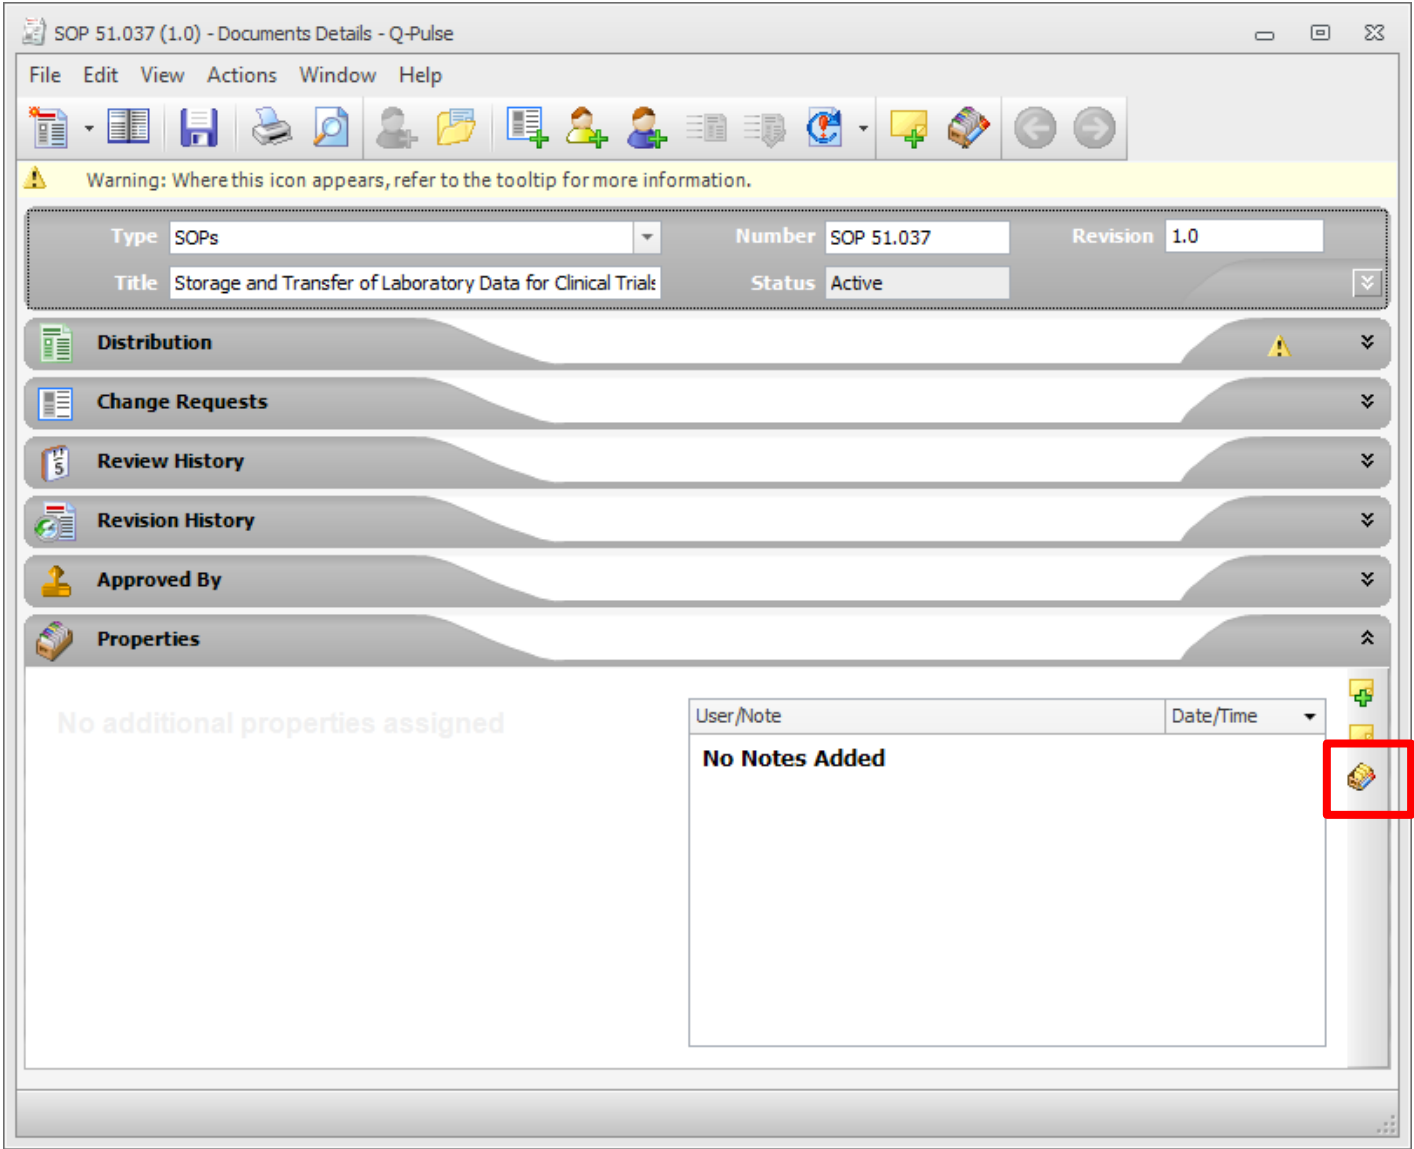 SOP 51.037 (1.0) - Documents Details - Q-Pulse
File Edit View Actions Window Help
Warning: Where this icon appears, refer to the tooltip for more information.
Type SOPs Number SOP 51.037 Revision 1.0
Title Storage and Transfer of Laboratory Data for Clinical Trials Status Active
Distribution
Change Requests
Review History
Revision History
Approved By
Properties
No additional properties assigned
User/Note Date/Time
No Notes Added